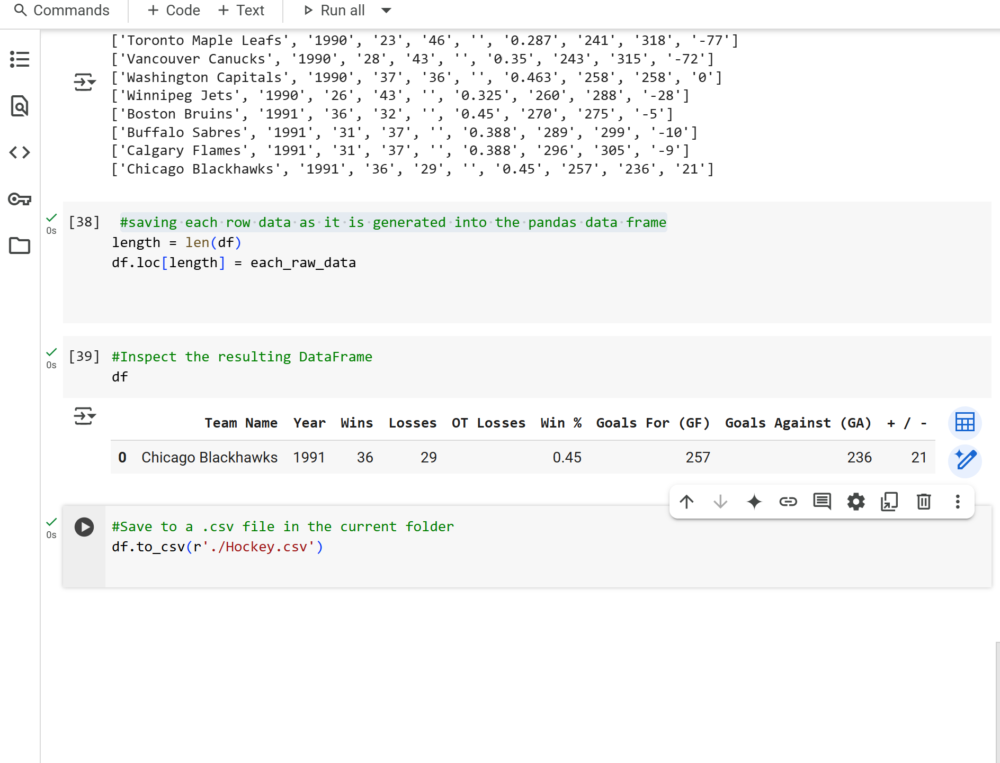 Commands + Code + Text Run all
['Toronto Maple Leafs', '1990', '23', '46', '', '0.287', '241', '318', '-77']
['Vancouver Canucks', '1990', '28', '43', '', '0.35', '243', '315', '-72']
['Washington Capitals', '1990', '37', '36', '', '0.463', '258', '258', '0']
['Winnipeg Jets', '1990', '26', '43', '', '0.325', '260', '288', '-28']
['Boston Bruins', '1991', '36', '32', '', '0.45', '270', '275', '-5']
['Buffalo Sabres', '1991', '31', '37', '', '0.388', '289', '299', '-10']
['Calgary Flames', '1991', '31', '37', '', '0.388', '296', '305', '-9']
['Chicago Blackhawks', '1991', '36', '29', '', '0.45', '257', '236', '21']
[38] #saving each row data as it is generated into the pandas data frame
0s
length = len(df)
df.loc[length] = each_raw_data
[39] #Inspect the resulting DataFrame
0s
df
Team Name Year Wins Losses OT Losses Win % Goals For (GF) Goals Against (GA) + / -
0 Chicago Blackhawks 1991 36 29 0.45 257 236 21
#Save to a .csv file in the current folder
0s
df.to_csv(r'./Hockey.csv')